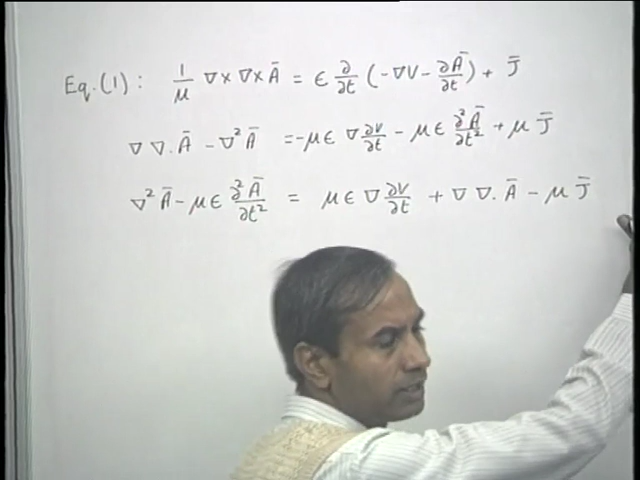 Eq.(1): 1/μ ∇×∇×Ā = ϵ ∂/∂t (-∇V - ∂Ā/∂t) + J̄
∇∇.Ā - ∇²Ā = -μϵ ∇∂V/∂t - μϵ ∂²Ā/∂t² + μJ̄
∇²Ā - μϵ ∂²Ā/∂t² = μϵ∇∂V/∂t + ∇∇.Ā - μJ̄